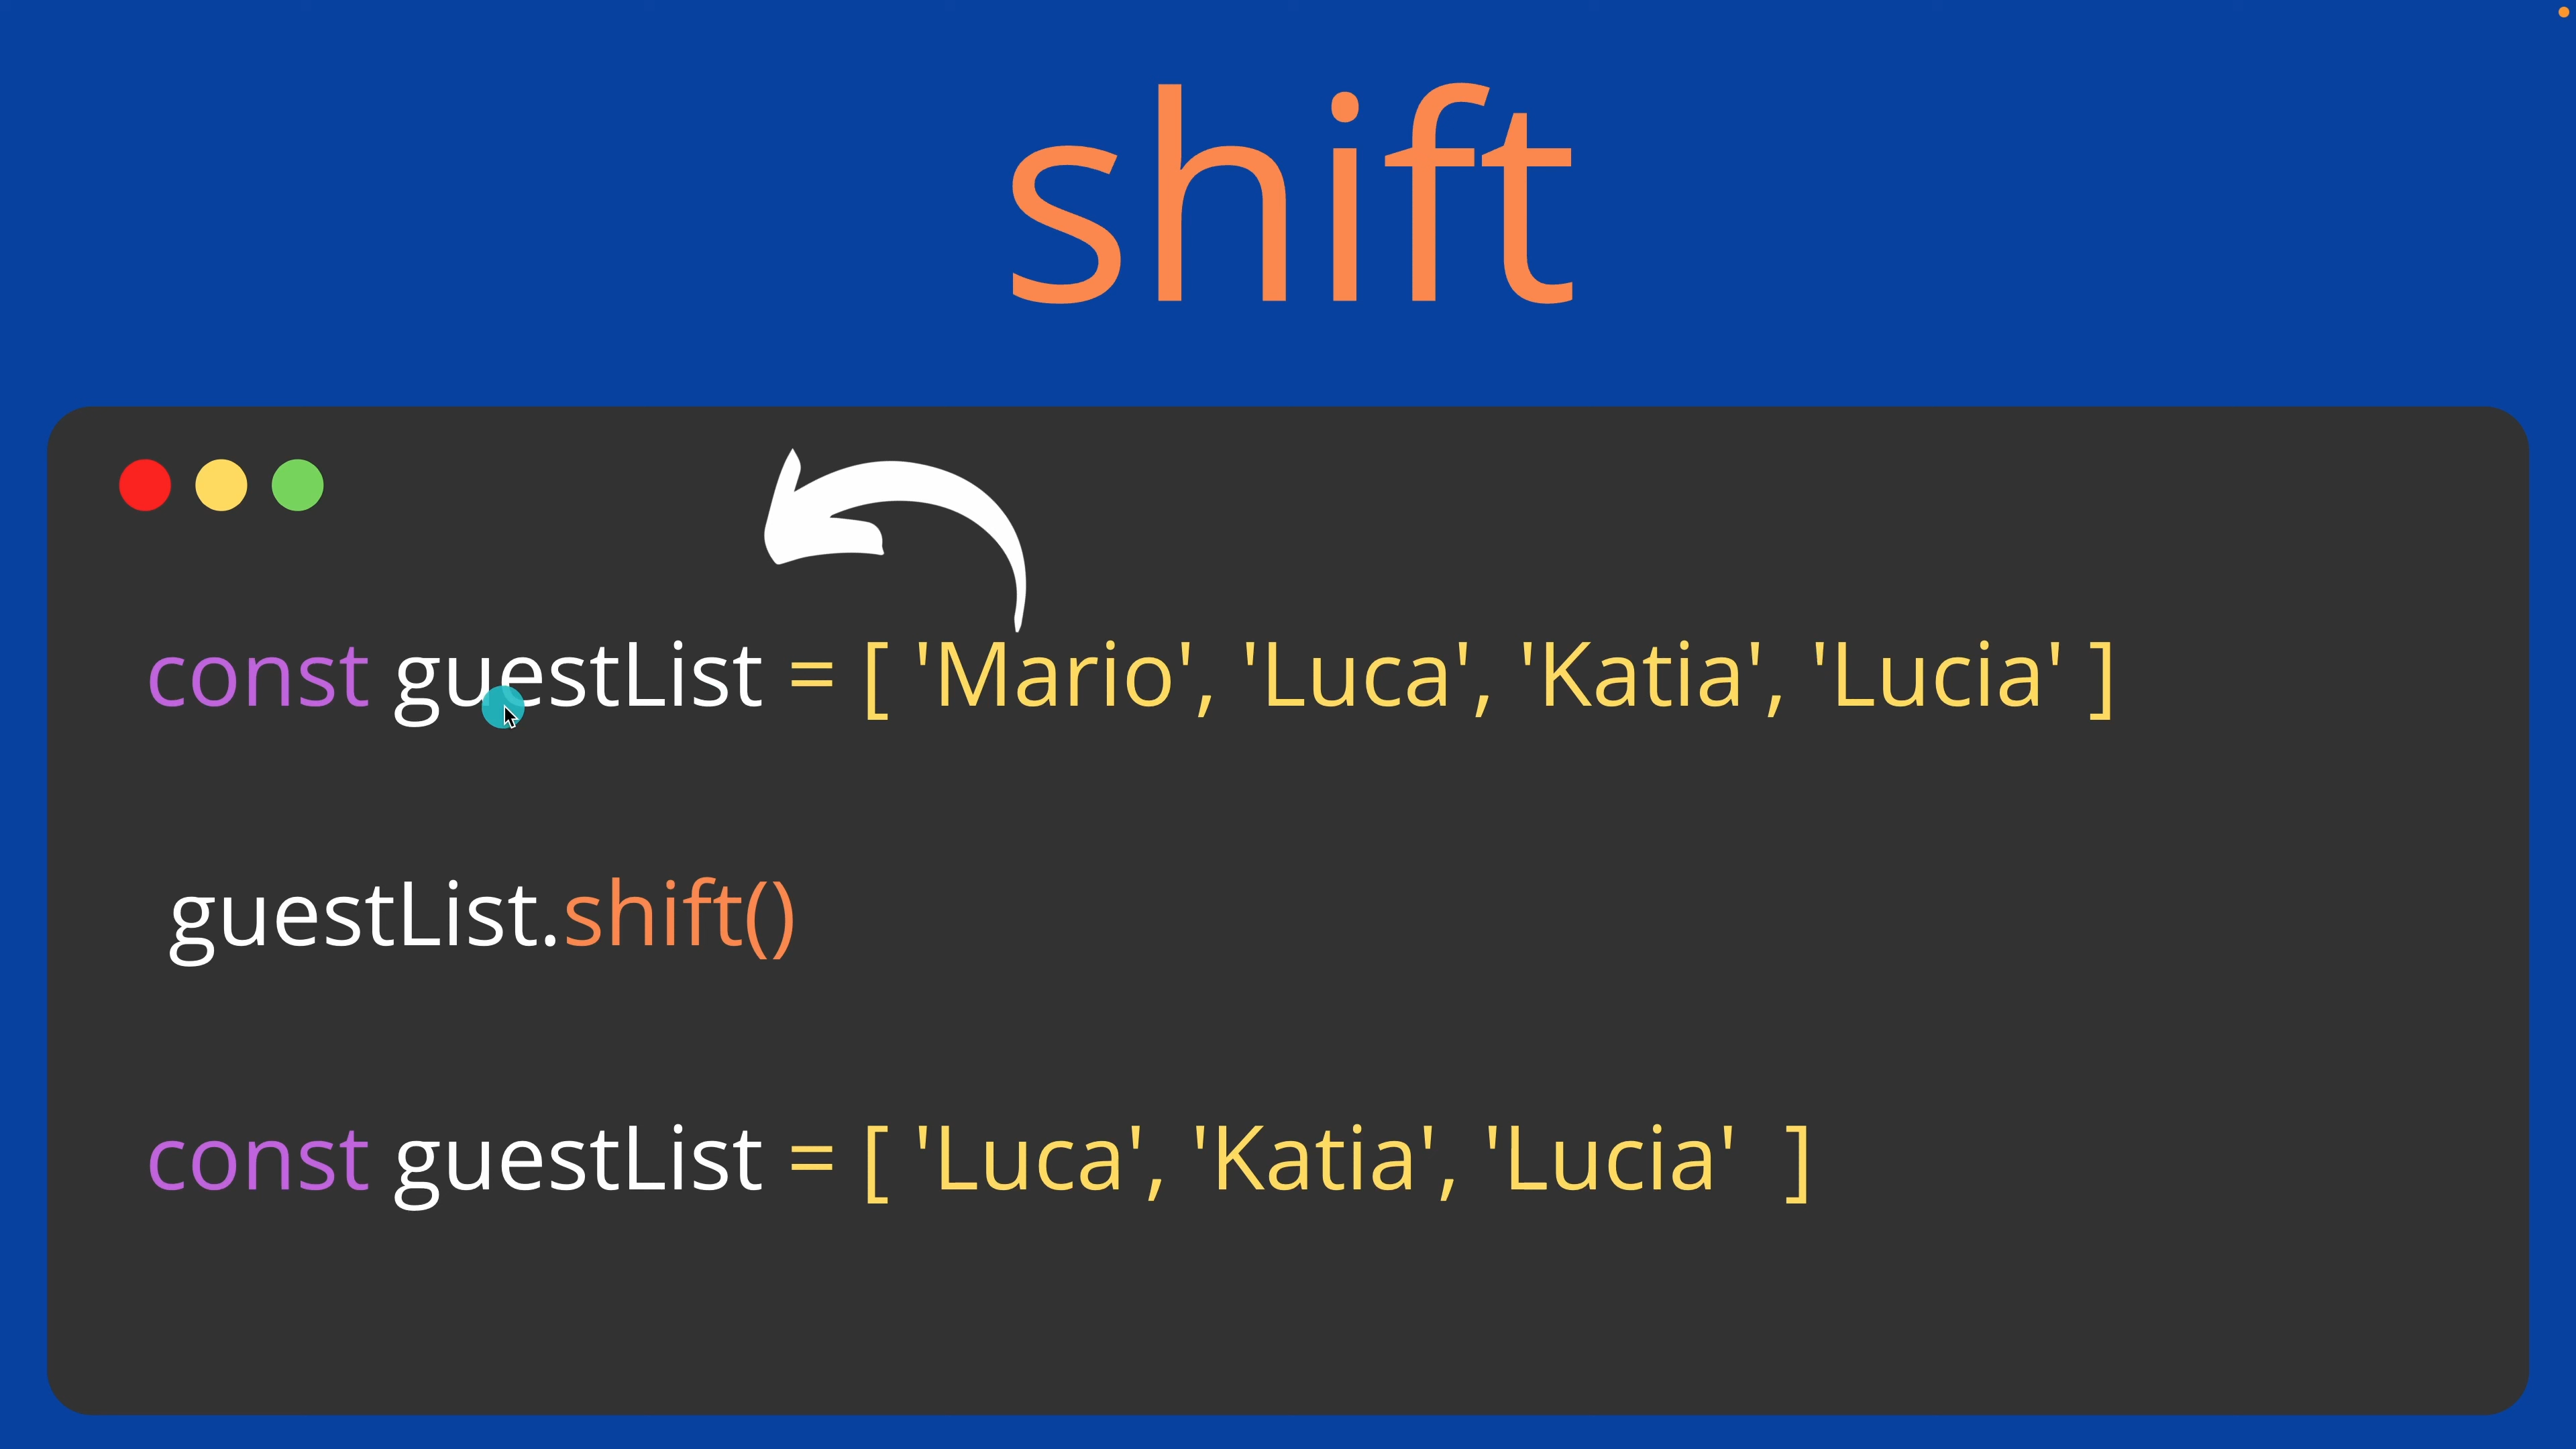 shift
const guestList = [ 'Mario', 'Luca', 'Katia', 'Lucia' ]
guestList.shift()
const guestList = [ 'Luca', 'Katia', 'Lucia'  ]